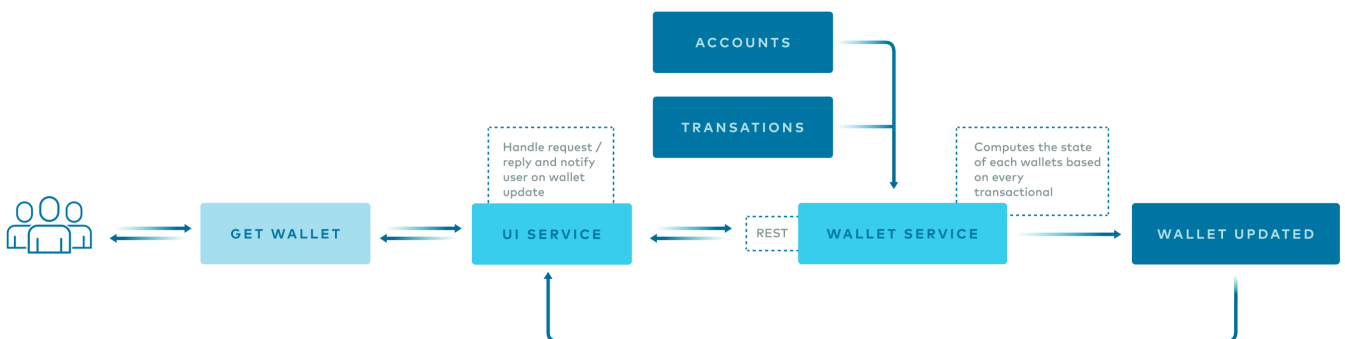 ACCOUNTS
TRANSATIONS
Handle request /
reply and notify
user on wallet
update
Computes the state
of each wallets based
on every
transactional
GET WALLET
UI SERVICE
REST
WALLET SERVICE
WALLET UPDATED